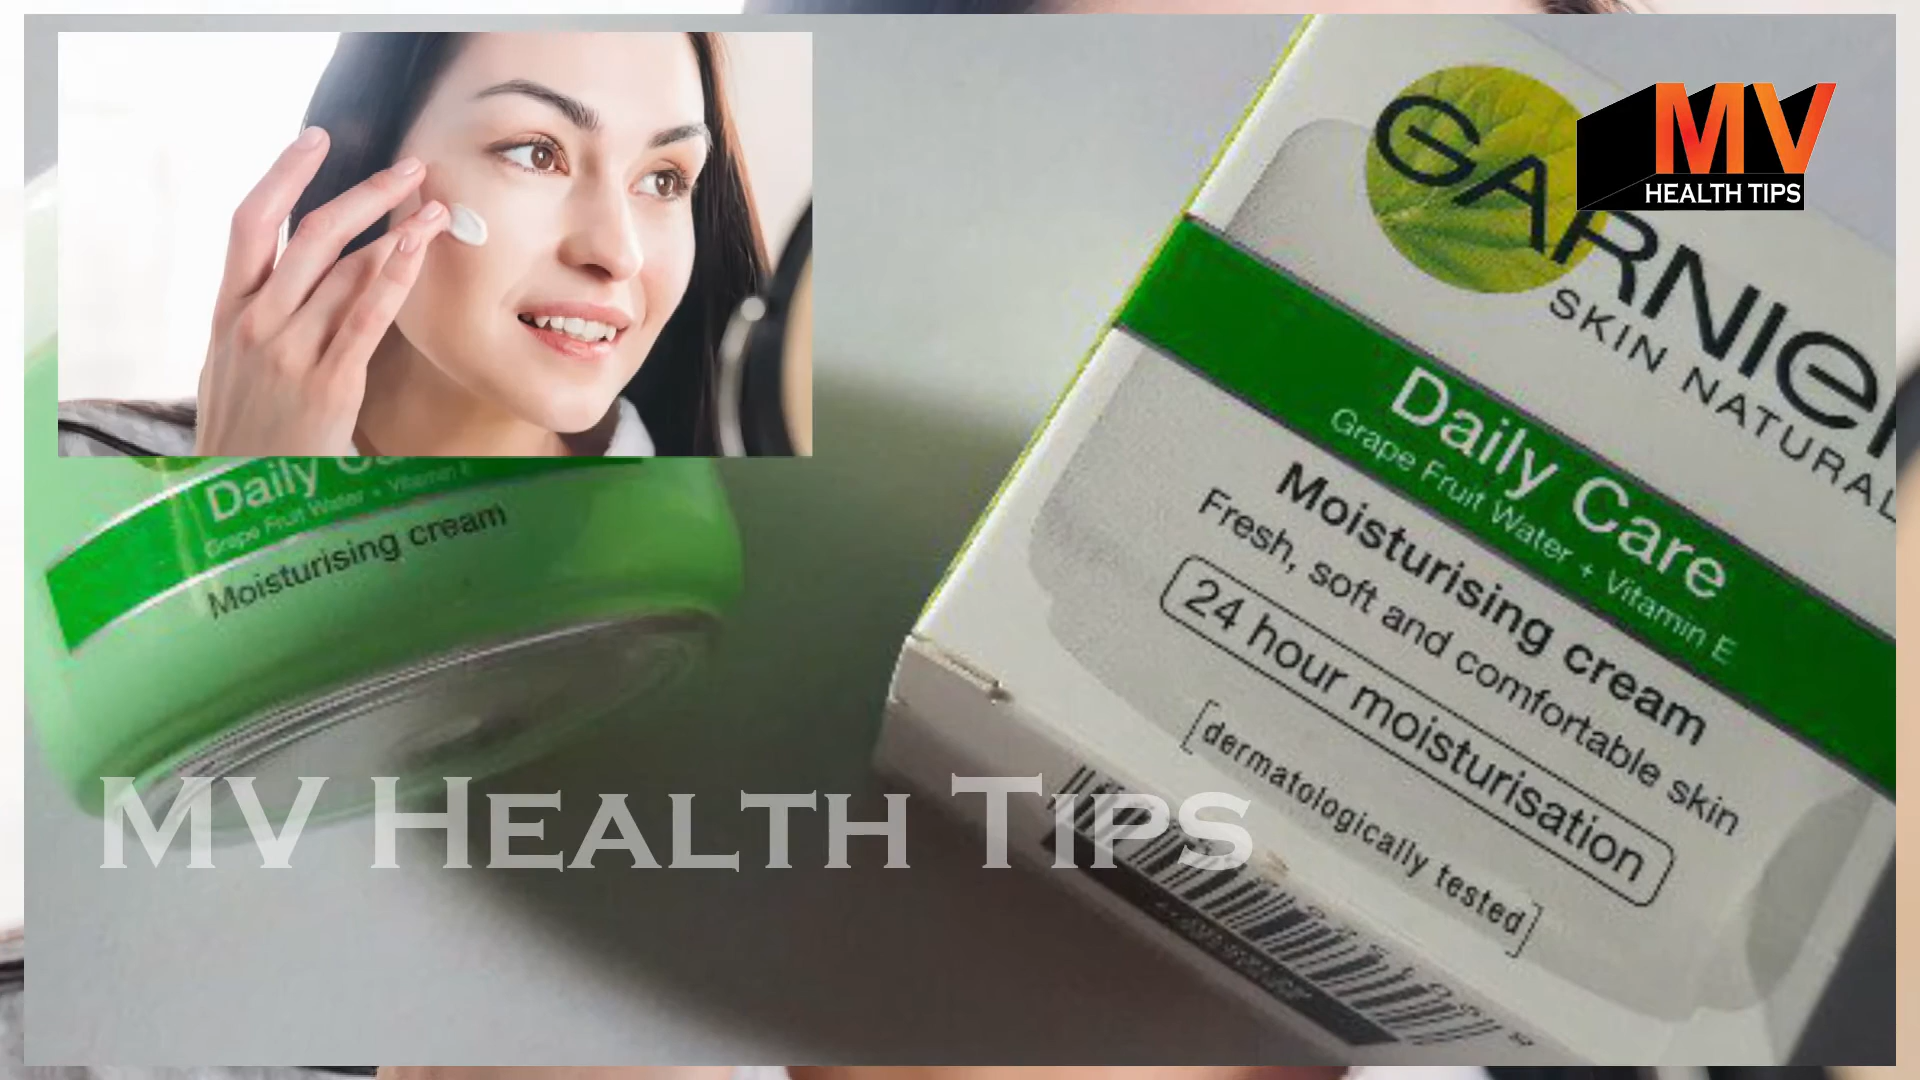 GARNIER
SKIN NATURAL
Daily Care
Grape Fruit Water + Vitamin E
Moisturising cream
Fresh, soft and comfortable skin
24 hour moisturisation
[dermatologically tested]
Daily
Grape Fruit Water + Vitamin E
Moisturising cream
MV
HEALTH TIPS
MV HEALTH TIPS